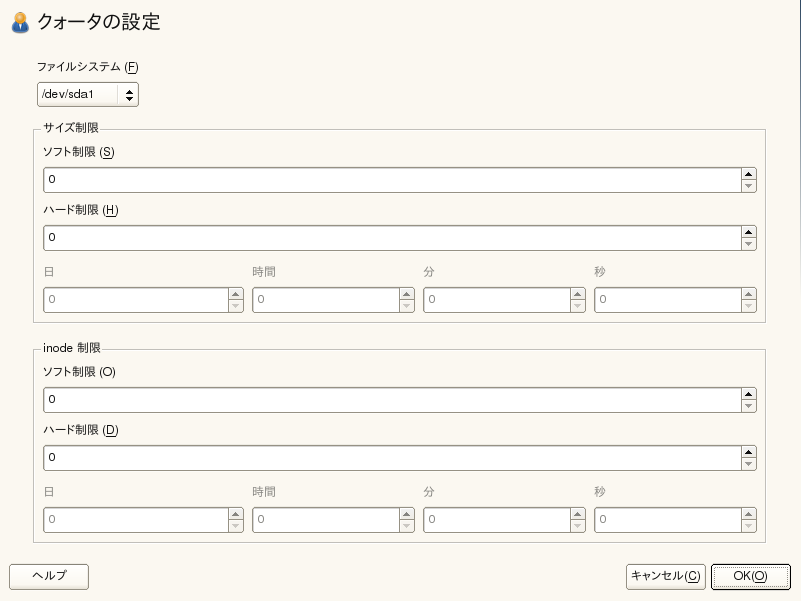 クォータの設定
ファイルシステム (F)
/dev/sda1
サイズ制限
ソフト制限 (S)
0
ハード制限 (H)
0
日 時間 分 秒
0 0 0 0
inode 制限
ソフト制限 (O)
0
ハード制限 (D)
0
日 時間 分 秒
0 0 0 0
ヘルプ キャンセル(C) OK(O)